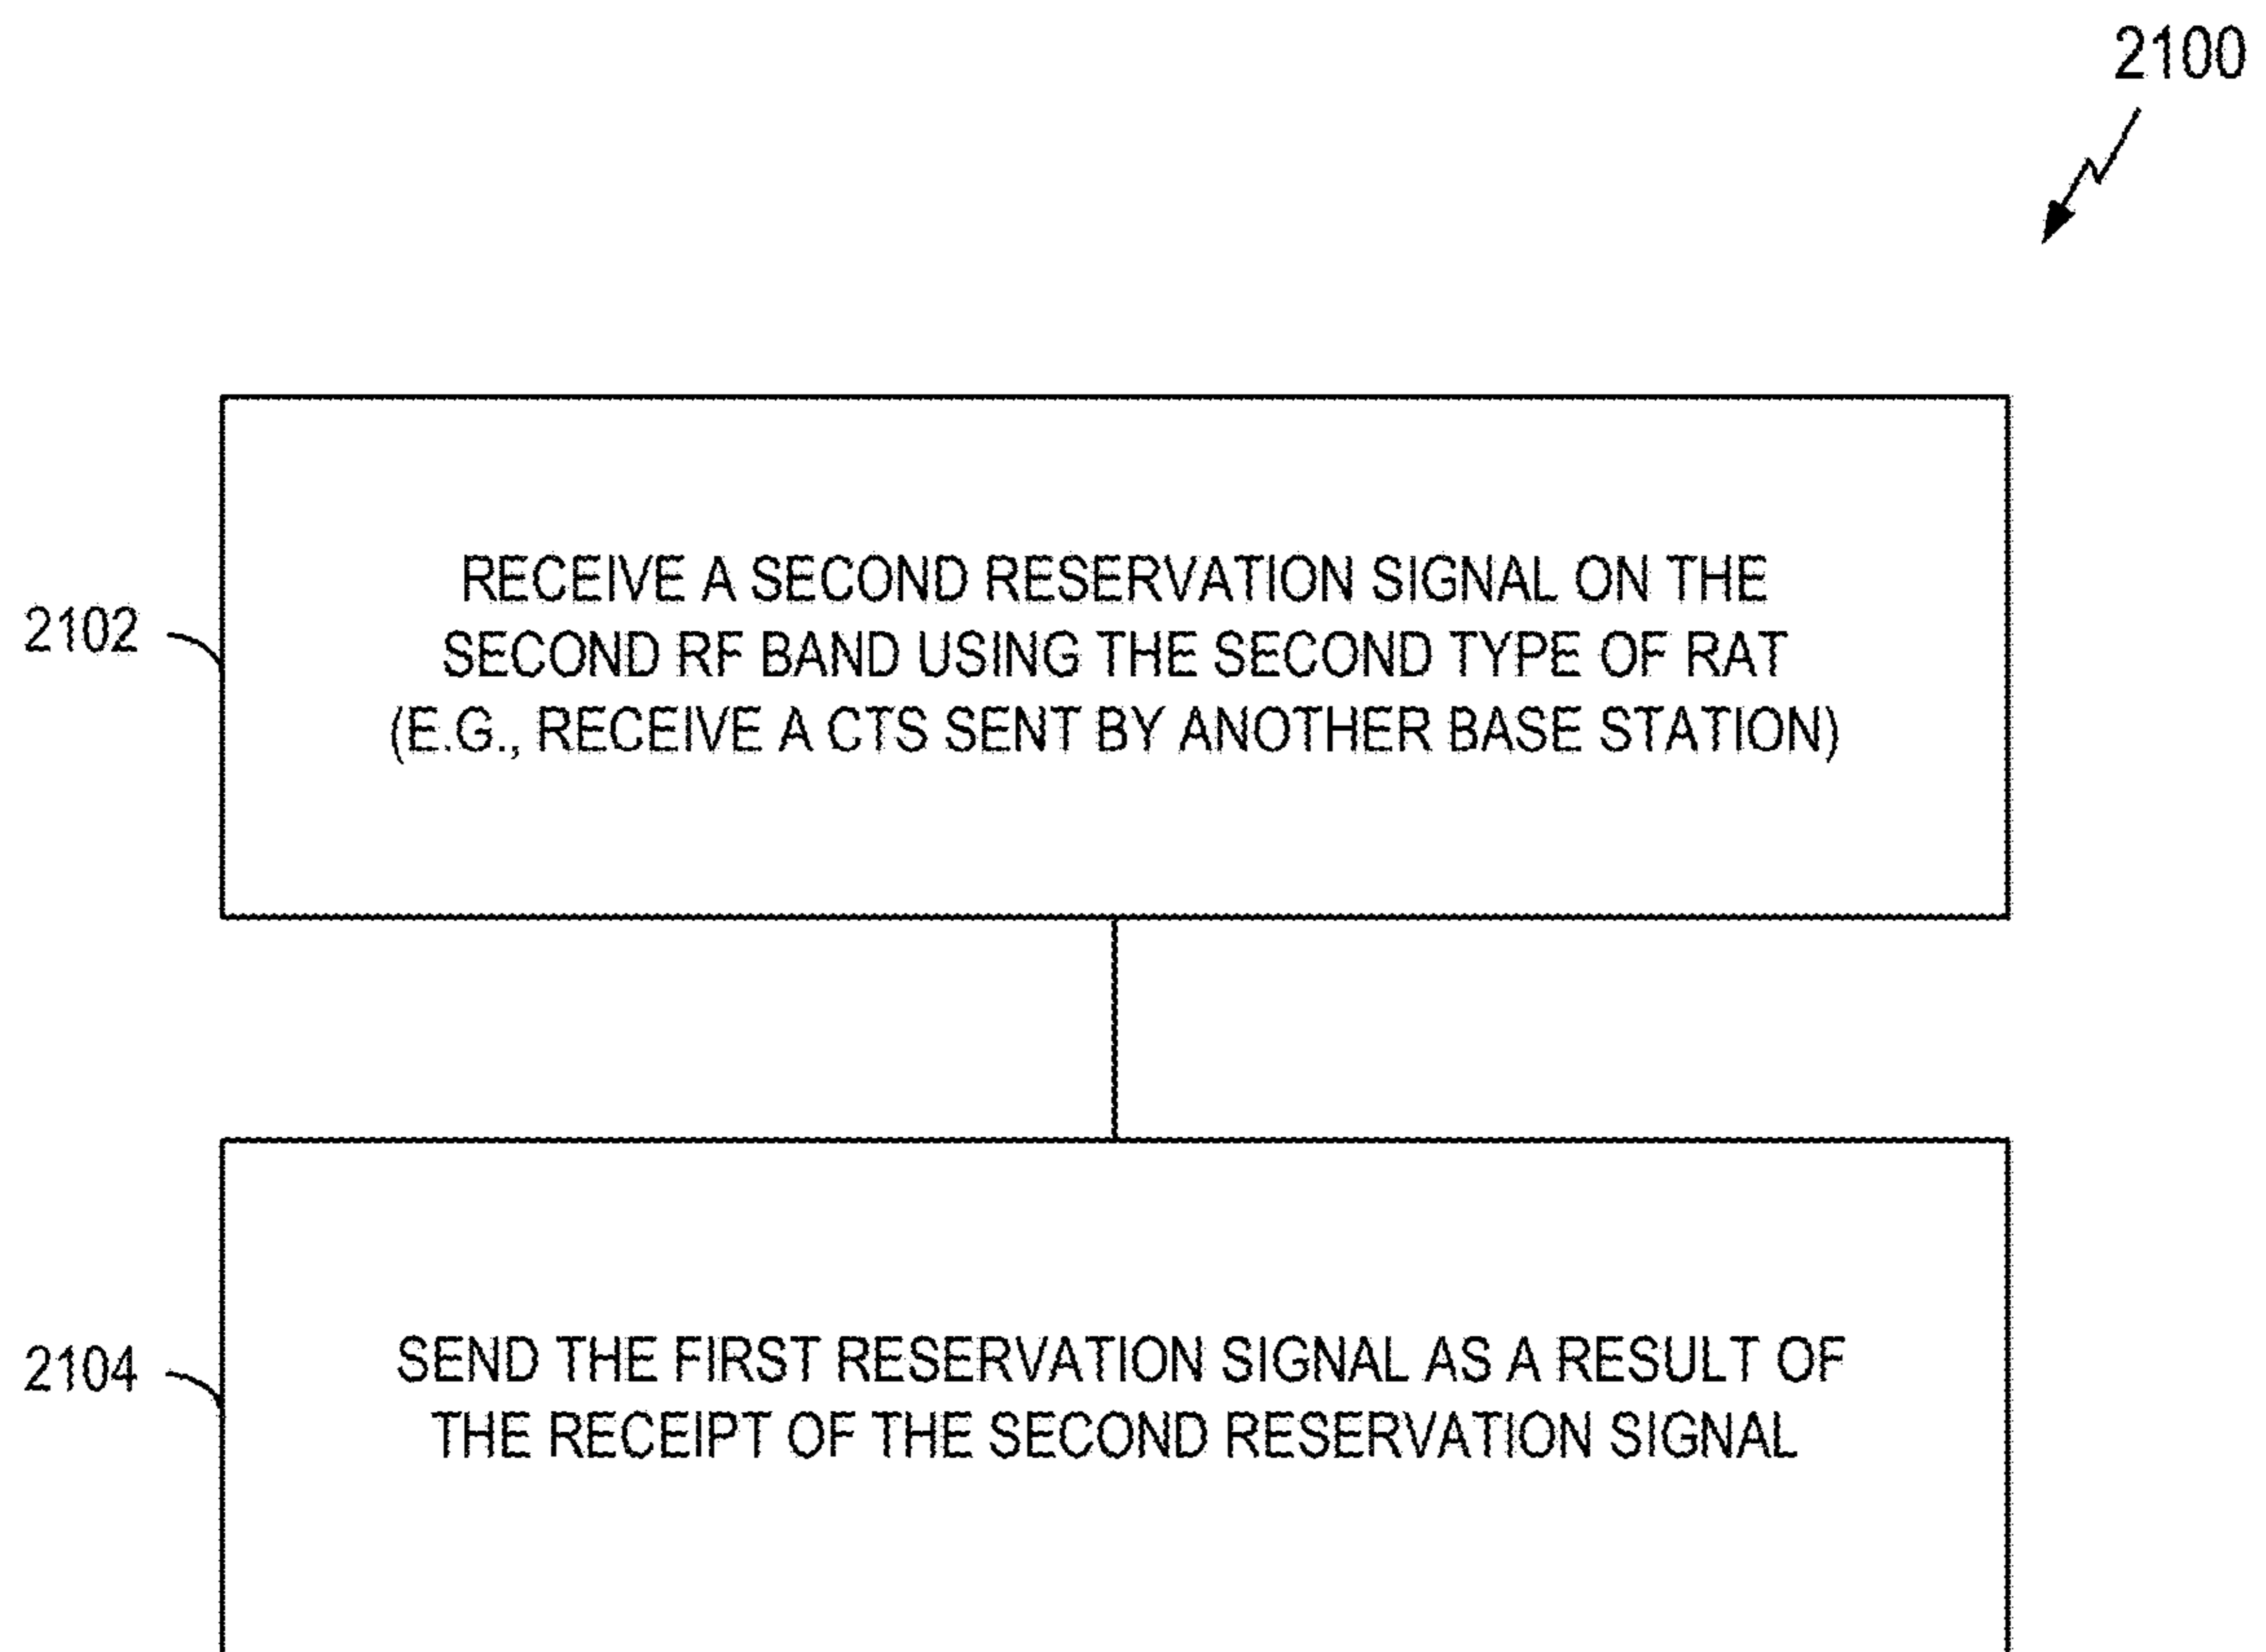 2100
RECEIVE A SECOND RESERVATION SIGNAL ON THE
SECOND RF BAND USING THE SECOND TYPE OF RAT
(E.G., RECEIVE A CTS SENT BY ANOTHER BASE STATION)
2102
SEND THE FIRST RESERVATION SIGNAL AS A RESULT OF
THE RECEIPT OF THE SECOND RESERVATION SIGNAL
2104